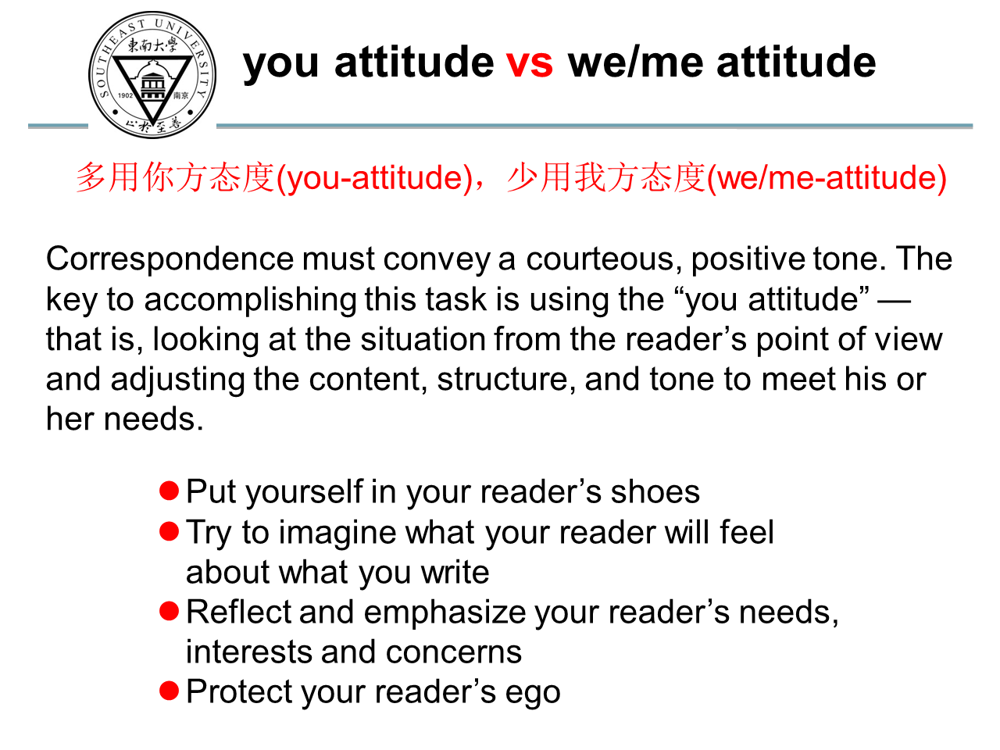 SOUTHEAST UNIVERSITY
東南大學
1902 南京
止於至善
you attitude vs we/me attitude
多用你方态度(you-attitude)，少用我方态度(we/me-attitude)
Correspondence must convey a courteous, positive tone. The
key to accomplishing this task is using the “you attitude” —
that is, looking at the situation from the reader’s point of view
and adjusting the content, structure, and tone to meet his or
her needs.
Put yourself in your reader’s shoes
Try to imagine what your reader will feel
about what you write
Reflect and emphasize your reader’s needs,
interests and concerns
Protect your reader’s ego